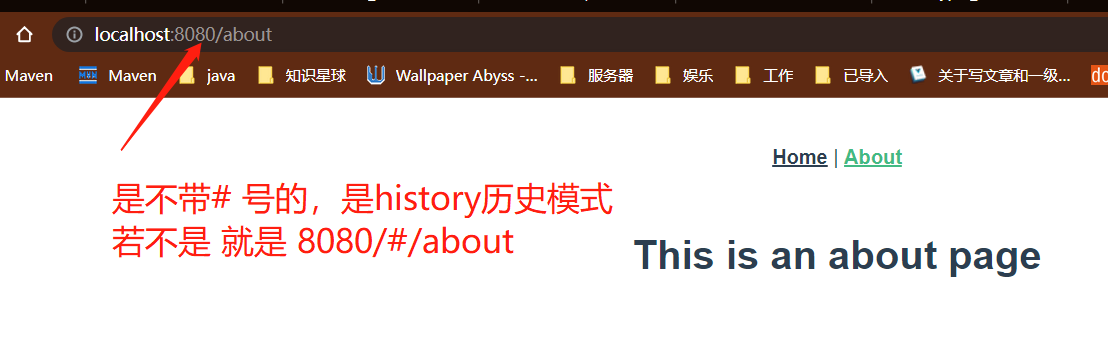 localhost:8080/about
Maven Maven java 知识星球 Wallpaper Abyss -... 服务器 娱乐 工作 已导入 关于写文章和一级... do
Home | About
是不带# 号的，是history历史模式
若不是 就是 8080/#/about
This is an about page